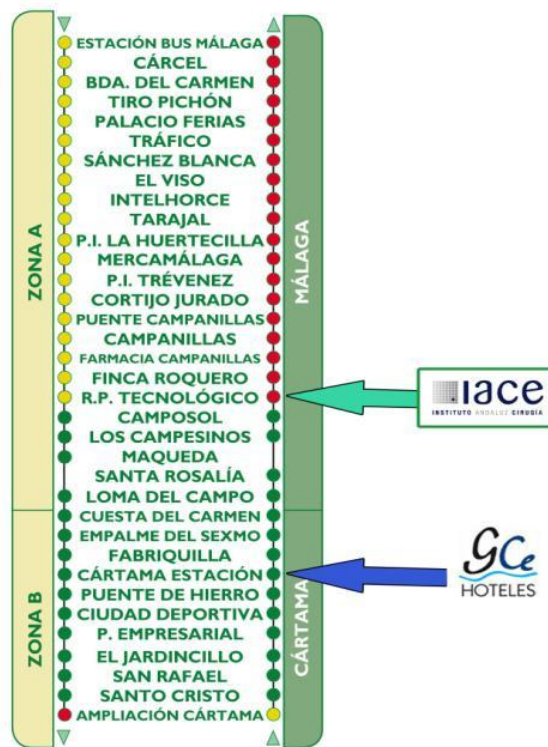 ESTACIÓN BUS MÁLAGA
CÁRCEL
BDA. DEL CARMEN
TIRO PICHÓN
PALACIO FERIAS
TRÁFICO
SÁNCHEZ BLANCA
EL VISO
INTELHORCE
TARAJAL
P.I. LA HUERTECILLA
MERCAMÁLAGA
P.I. TRÉVENEZ
CORTIJO JURADO
PUENTE CAMPANILLAS
CAMPANILLAS
FARMACIA CAMPANILLAS
FINCA ROQUERO
R.P. TECNOLÓGICO
CAMPOSOL
LOS CAMPESINOS
MAQUEDA
SANTA ROSALÍA
LOMA DEL CAMPO
CUESTA DEL CARMEN
EMPALME DEL SEXMO
FABRIQUILLA
CÁRTAMA ESTACIÓN
PUENTE DE HIERRO
CIUDAD DEPORTIVA
P. EMPRESARIAL
EL JARDINCILLO
SAN RAFAEL
SANTO CRISTO
AMPLIACIÓN CÁRTAMA
ZONA A
ZONA B
MÁLAGA
CÁRTAMA
iace
INSTITUTO ANDALUZ CIRUGÍA
GCe
HOTELES